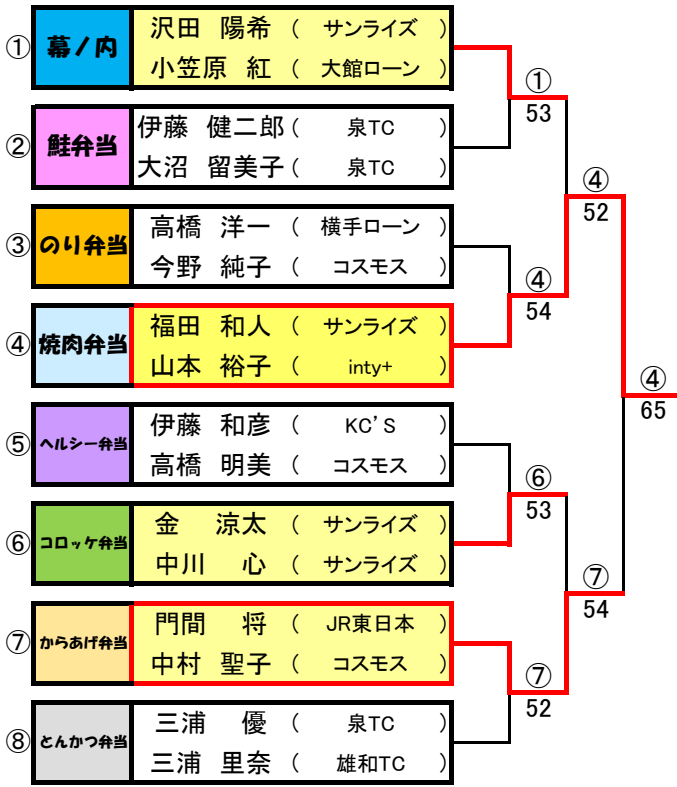 ① 幕ノ内 沢田 陽希 ( サンライズ )
小笠原 紅 ( 大館ローン )
①
53
② 鮭弁当 伊藤 健二郎 ( 泉TC )
大沼 留美子 ( 泉TC )
④
52
③ のり弁当 高橋 洋一 ( 横手ローン )
今野 純子 ( コスモス )
④
54
④ 焼肉弁当 福田 和人 ( サンライズ )
山本 裕子 ( inty+ )
④
65
⑤ ヘルシー弁当 伊藤 和彦 ( KC'S )
高橋 明美 ( コスモス )
⑥
53
⑥ コロッケ弁当 金 涼太 ( サンライズ )
中川 心 ( サンライズ )
⑦
54
⑦ からあげ弁当 門間 将 ( JR東日本 )
中村 聖子 ( コスモス )
⑦
52
⑧ とんかつ弁当 三浦 優 ( 泉TC )
三浦 里奈 ( 雄和TC )